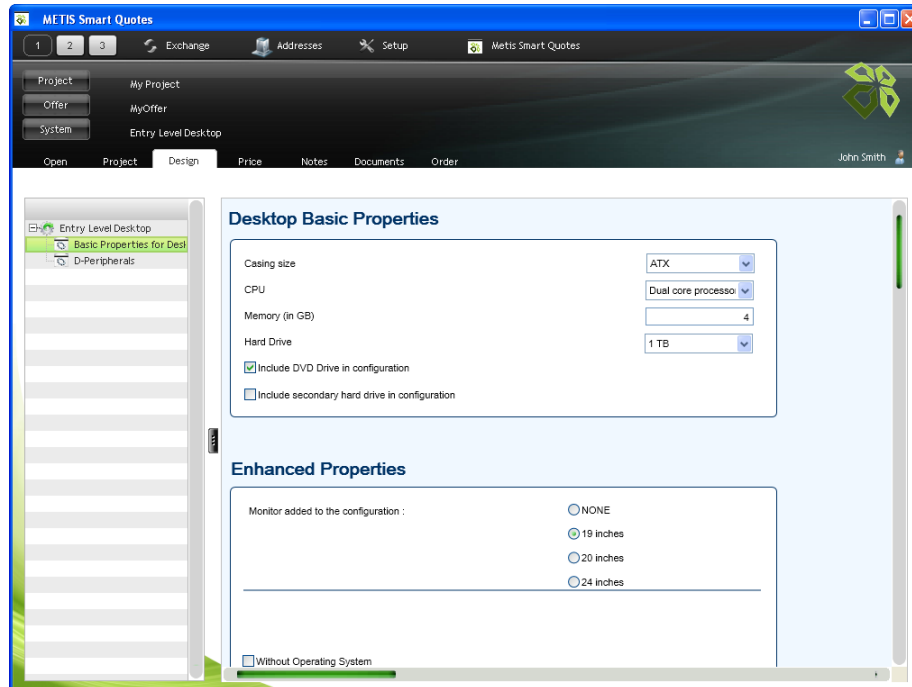 METIS Smart Quotes
1 2 3 Exchange Addresses Setup Metis Smart Quotes
Project My Project
Offer MyOffer
System Entry Level Desktop
Open Project Design Price Notes Documents Order John Smith
Entry Level Desktop
Basic Properties for Desk
D-Peripherals
Desktop Basic Properties
Casing size ATX
CPU Dual core processor
Memory (in GB) 4
Hard Drive 1 TB
Include DVD Drive in configuration
Include secondary hard drive in configuration
Enhanced Properties
Monitor added to the configuration : NONE
19 inches
20 inches
24 inches
Without Operating System